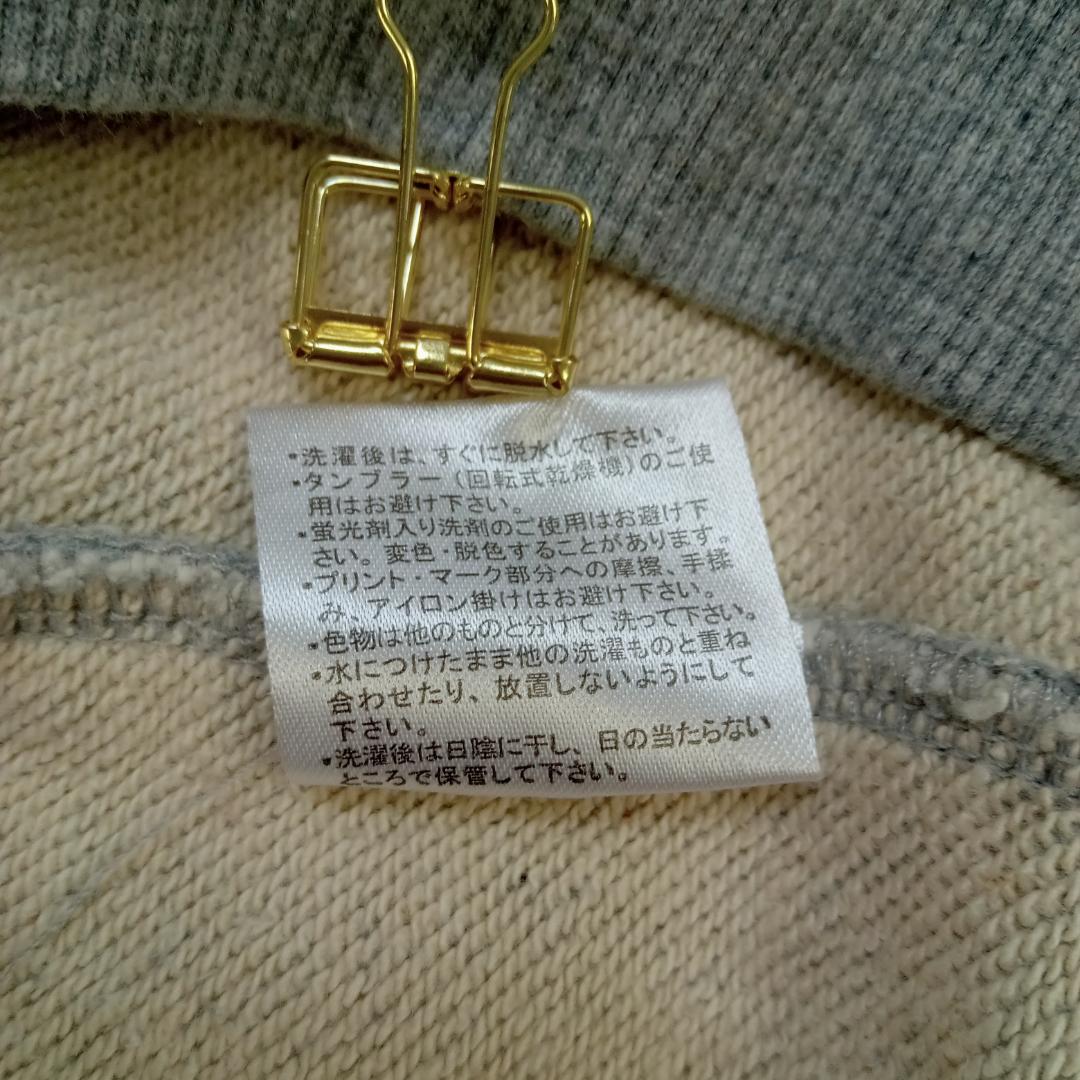 ・洗濯後は、すぐに脱水して下さい。
・タンブラー（回転式乾燥機）のご使
用はお避け下さい。
・蛍光剤入り洗剤のご使用はお避け下
さい。変色・脱色することがあります。
・プリント・マーク部分への摩擦、手揉
み、アイロン掛けはお避け下さい。
・色物は他のものと分けて、洗って下さい。
・水につけたまま他の洗濯ものと重ね
合わせたり、放置しないようにして
下さい。
・洗濯後は日陰に干し、日の当たらない
ところで保管して下さい。